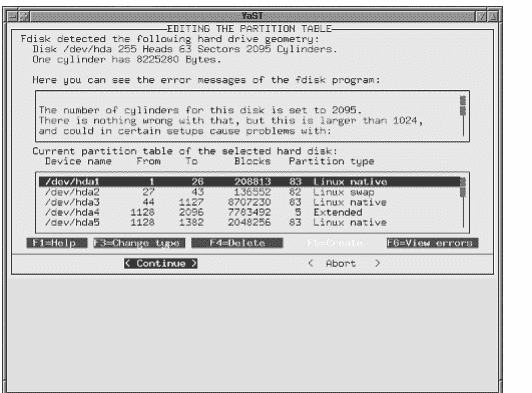 YaST
EDITING THE PARTITION TABLE
Fdisk detected the following hard drive geometry:
Disk /dev/hda 255 Heads 63 Sectors 2095 Cylinders.
One cylinder has 8225280 Bytes.
Here you can see the error messages of the fdisk program:
The number of cylinders for this disk is set to 2095.
There is nothing wrong with that, but this is larger than 1024,
and could in certain setups cause problems with:
Current partition table of the selected hard disk:
Device name From To Blocks Partition type
/dev/hda1 1 26 208813 83 Linux native
/dev/hda2 27 43 136552 82 Linux swap
/dev/hda3 44 1127 8707230 83 Linux native
/dev/hda4 1128 2096 7783492 5 Extended
/dev/hda5 1128 1382 2048256 83 Linux native
F1=Help F3=Change type F4=Delete Create F6=View errors
< Continue > < Abort >